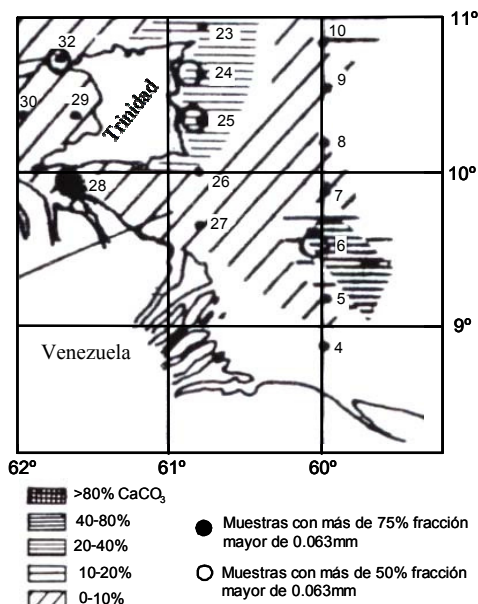 11º
32
23
10
24
9
30
29
Trinidad
25
8
28
26
10º
7
27
6
5
9º
Venezuela
4
62º
61º
60º
>80% CaCO₃
40-80%
20-40%
10-20%
0-10%
Muestras con más de 75% fracción
mayor de 0.063mm
Muestras con más de 50% fracción
mayor de 0.063mm